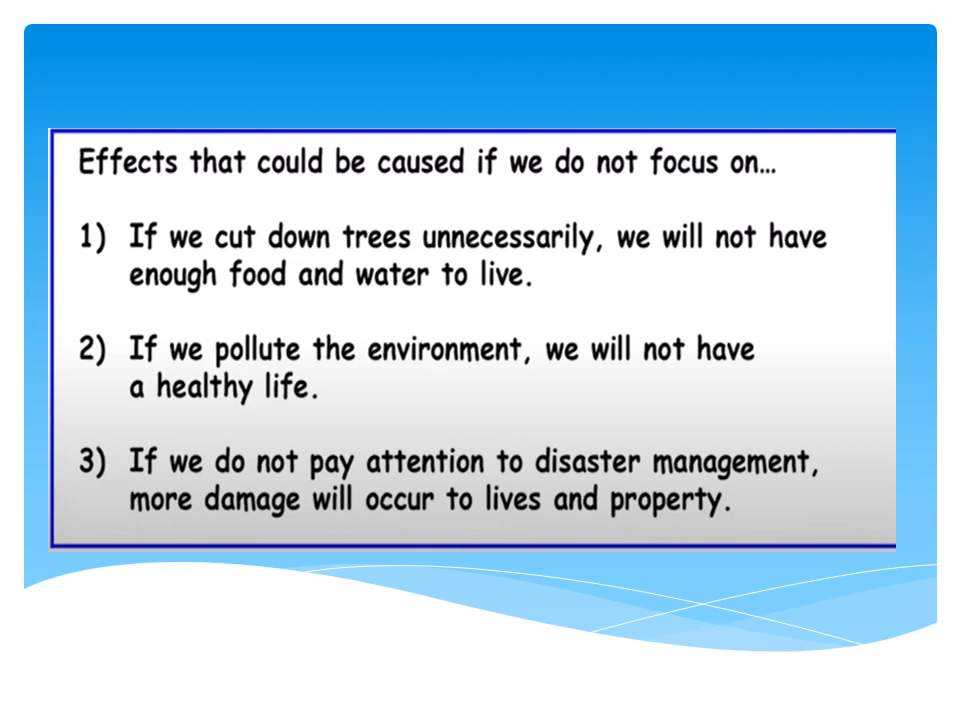 Effects that could be caused if we do not focus on...
1) If we cut down trees unnecessarily, we will not have
enough food and water to live.
2) If we pollute the environment, we will not have
a healthy life.
3) If we do not pay attention to disaster management,
more damage will occur to lives and property.